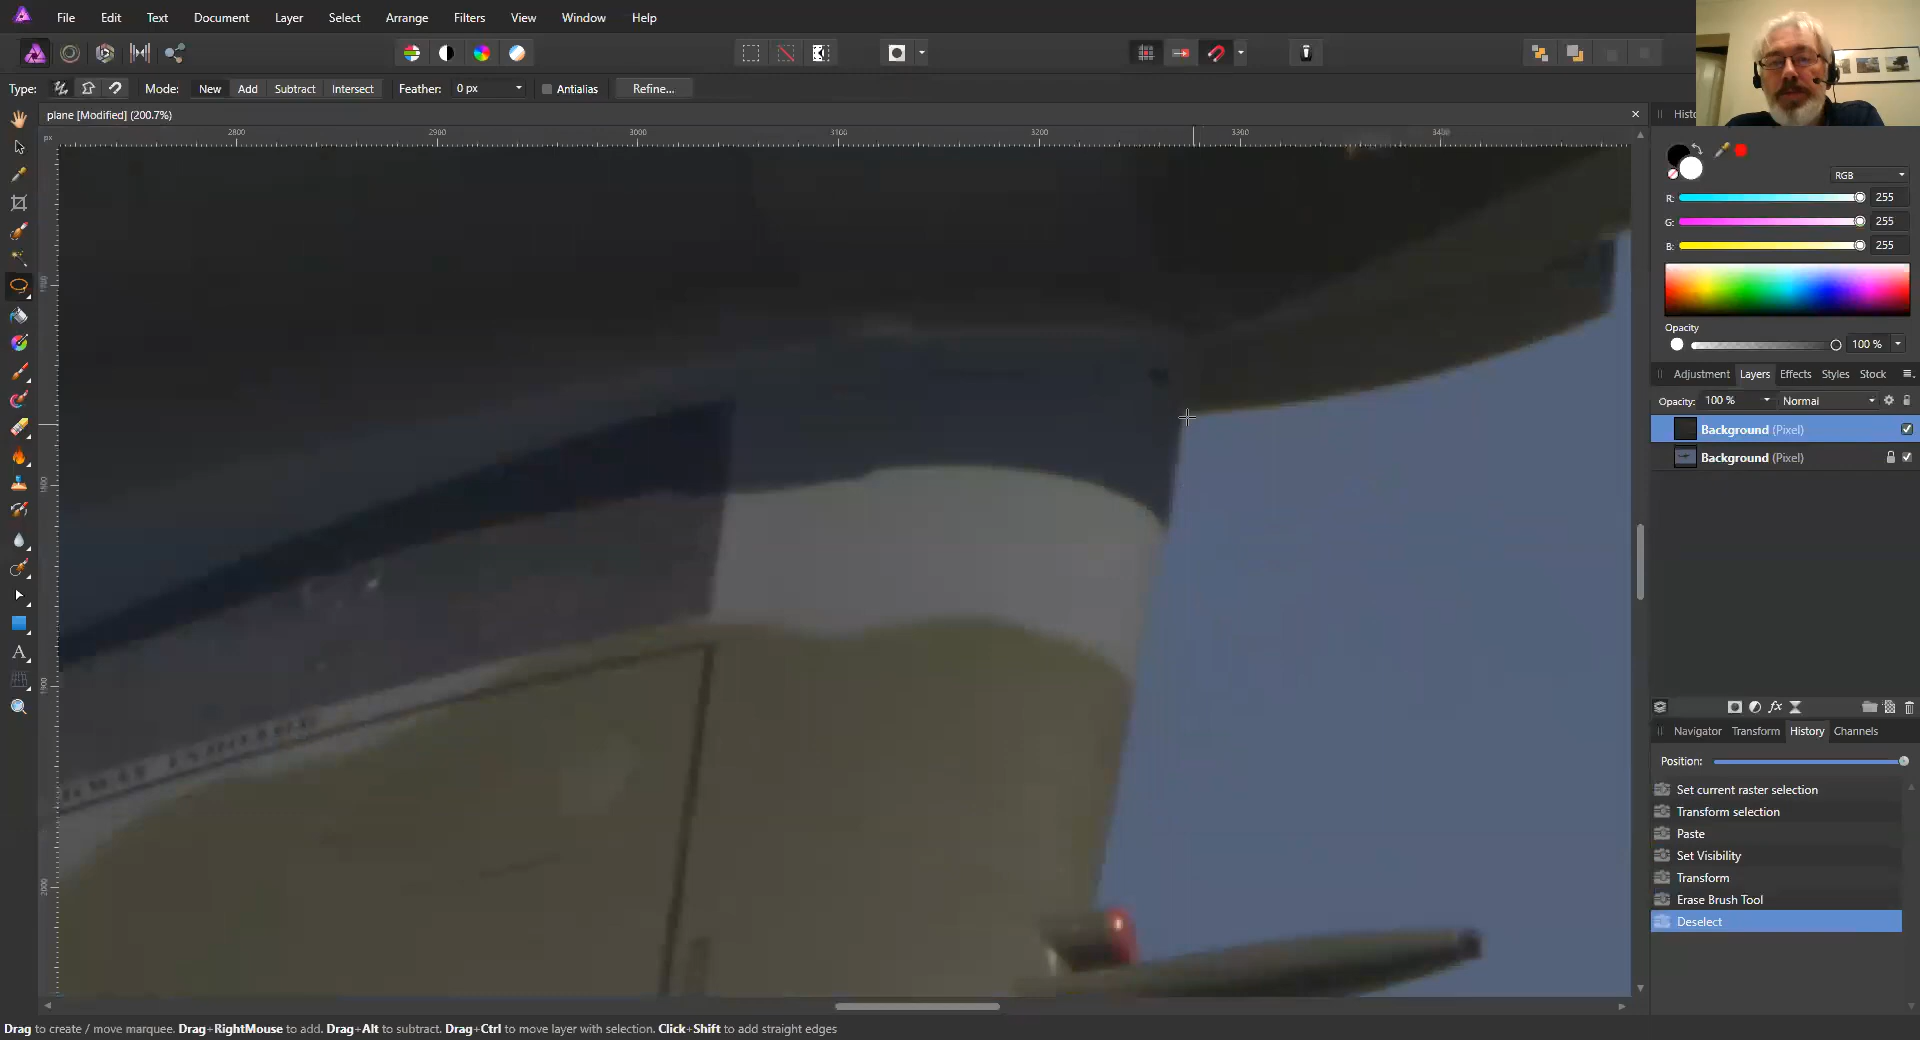 File Edit Text Document Layer Select Arrange Filters View Window Help
Type: Mode: New Add Subtract Intersect Feather: 0 px Antialias Refine...
plane [Modified] (200.7%)
Histo
px 2800 2900 3000 3100 3200 3300 3400
RGB
R: 255
G: 255
B: 255
Opacity
100 %
Adjustment Layers Effects Styles Stock
Opacity: 100 % Normal
Background (Pixel)
Background (Pixel)
Navigator Transform History Channels
Position:
Set current raster selection
Transform selection
Paste
Set Visibility
Transform
Erase Brush Tool
Deselect
Drag to create / move marquee. Drag+RightMouse to add. Drag+Alt to subtract. Drag+Ctrl to move layer with selection. Click+Shift to add straight edges